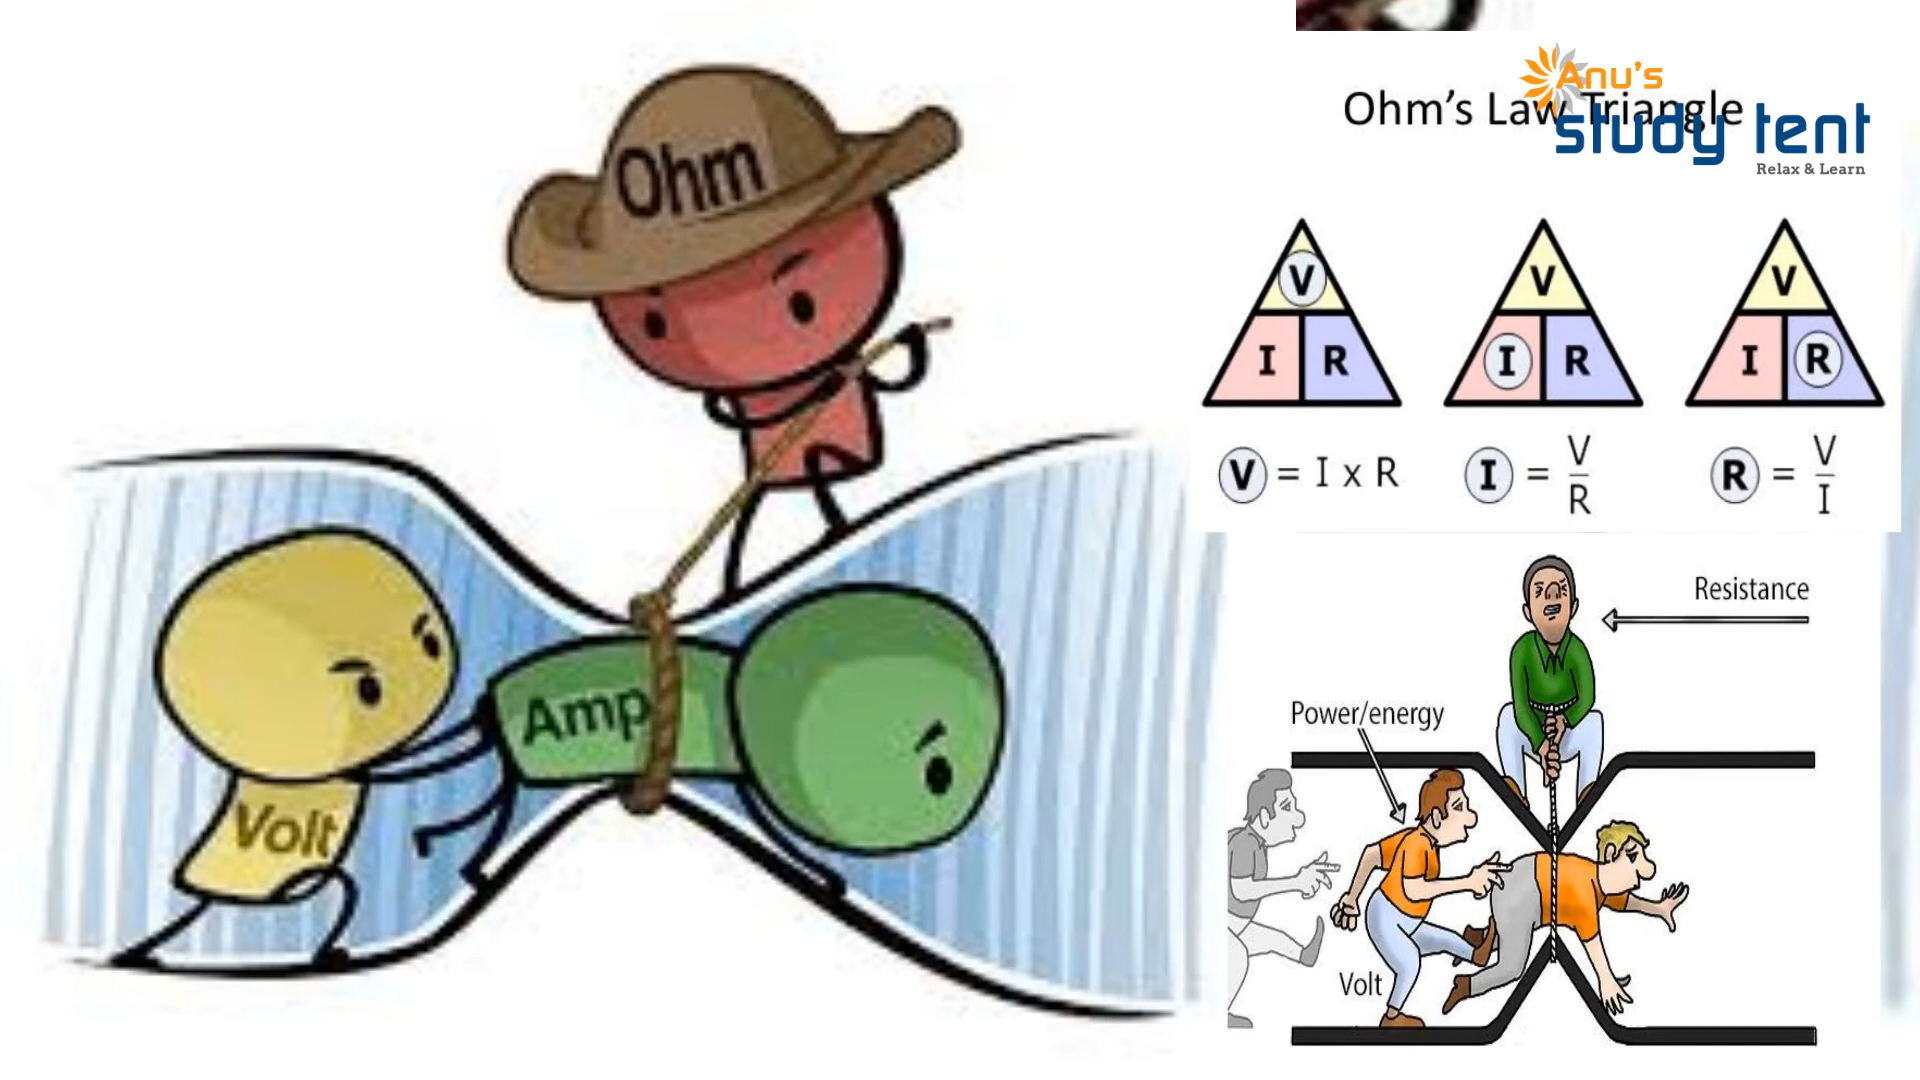 Ohm
Amp
Volt
Anu's
study tent
Relax & Learn
Ohm's Law Triangle
V
I R
V
I R
V
I R
V = I x R
I = V/R
R = V/I
Resistance
Power/energy
Volt